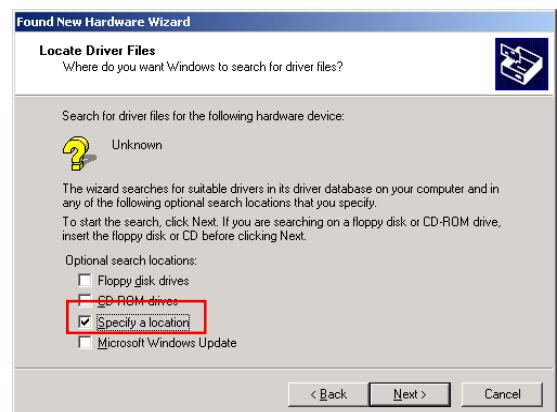 Found New Hardware Wizard
Locate Driver Files
Where do you want Windows to search for driver files?
Search for driver files for the following hardware device:
Unknown
The wizard searches for suitable drivers in its driver database on your computer and in
any of the following optional search locations that you specify.
To start the search, click Next. If you are searching on a floppy disk or CD-ROM drive,
insert the floppy disk or CD before clicking Next.
Optional search locations:
Floppy disk drives
CD-ROM drives
Specify a location
Microsoft Windows Update
< Back
Next >
Cancel